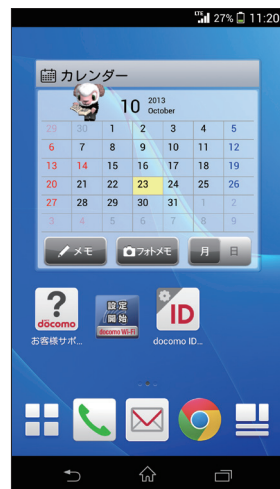 LTE 27% 11:20
カレンダー
10 2013 October
29 30 1 2 3 4 5
6 7 8 9 10 11 12
13 14 15 16 17 18 19
20 21 22 23 24 25 26
27 28 29 30 31 1 2
3 4 5 6 7 8 9
メモ フォトメモ 月 日
? docomo 設定開始 docomo Wi-Fi ID
お客様サポ... docomo ID...